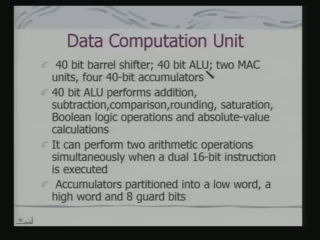 Data Computation Unit
40 bit barrel shifter; 40 bit ALU; two MAC
units, four 40-bit accumulators
40 bit ALU performs addition,
subtraction,comparison,rounding, saturation,
Boolean logic operations and absolute-value
calculations
It can perform two arithmetic operations
simultaneously when a dual 16-bit instruction
is executed
Accumulators partitioned into a low word, a
high word and 8 guard bits